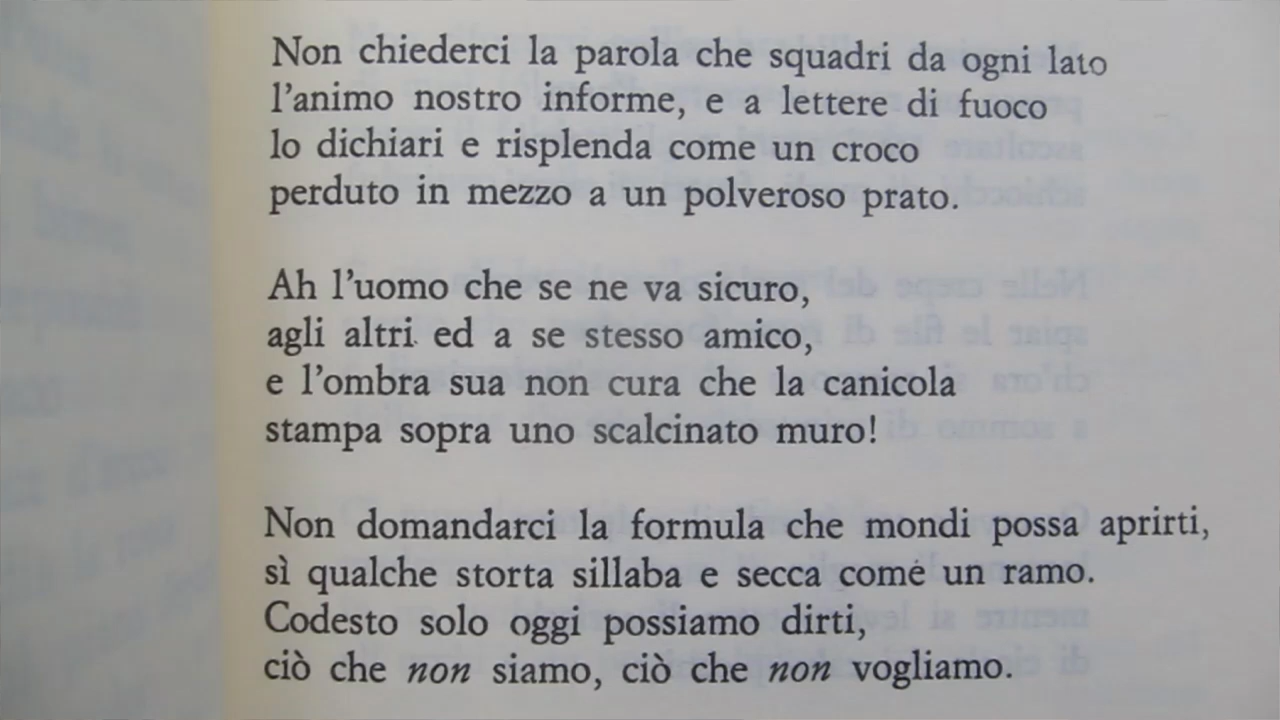 Non chiederci la parola che squadri da ogni lato
l'animo nostro informe, e a lettere di fuoco
lo dichiari e risplenda come un croco
perduto in mezzo a un polveroso prato.
Ah l'uomo che se ne va sicuro,
agli altri ed a se stesso amico,
e l'ombra sua non cura che la canicola
stampa sopra uno scalcinato muro!
Non domandarci la formula che mondi possa aprirti,
sì qualche storta sillaba e secca come un ramo.
Codesto solo oggi possiamo dirti,
ciò che non siamo, ciò che non vogliamo.